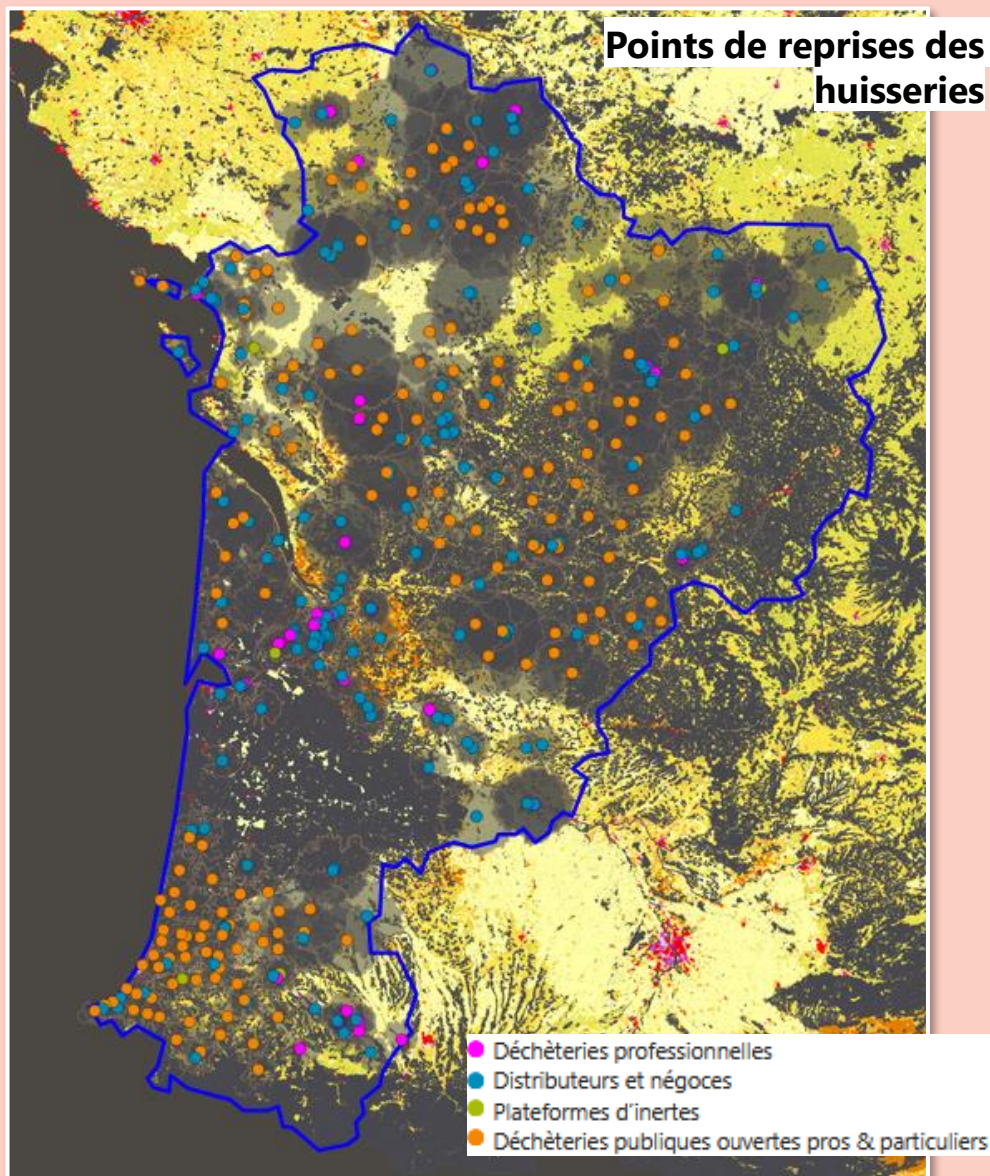 Points de reprises des
huisseries
Déchèteries professionnelles
Distributeurs et négoces
Plateformes d'inertes
Déchèteries publiques ouvertes pros & particuliers